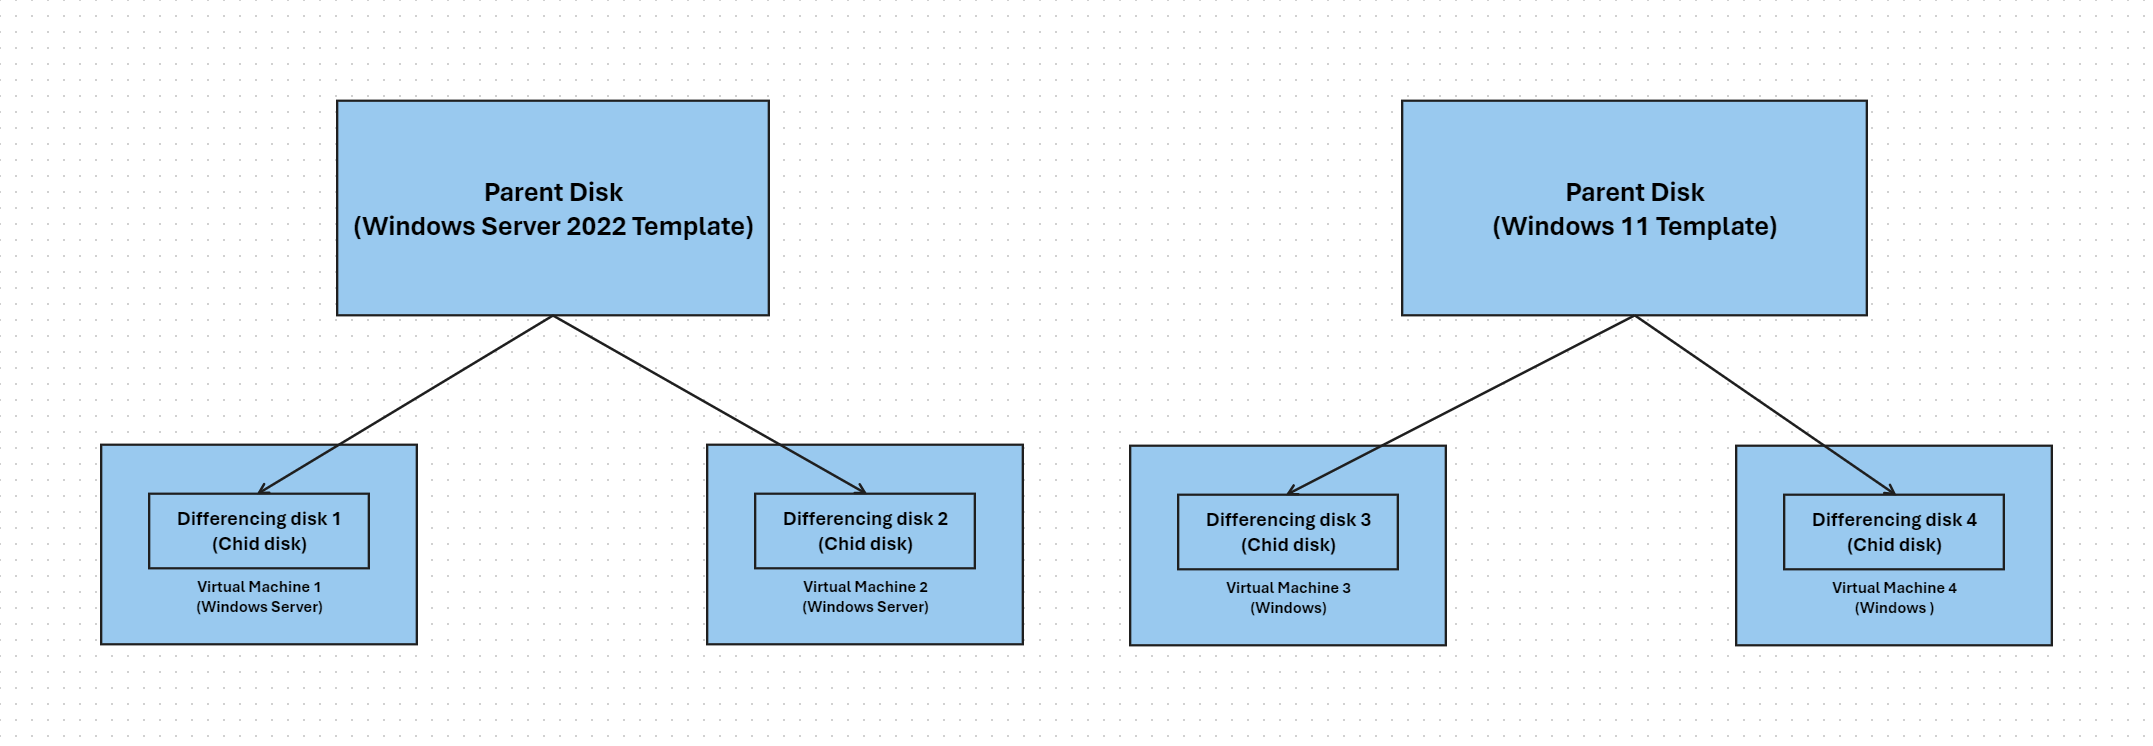 Parent Disk
(Windows Server 2022 Template)
Parent Disk
(Windows 11 Template)
Differencing disk 1
(Chid disk)
Virtual Machine 1
(Windows Server)
Differencing disk 2
(Chid disk)
Virtual Machine 2
(Windows Server)
Differencing disk 3
(Chid disk)
Virtual Machine 3
(Windows)
Differencing disk 4
(Chid disk)
Virtual Machine 4
(Windows )